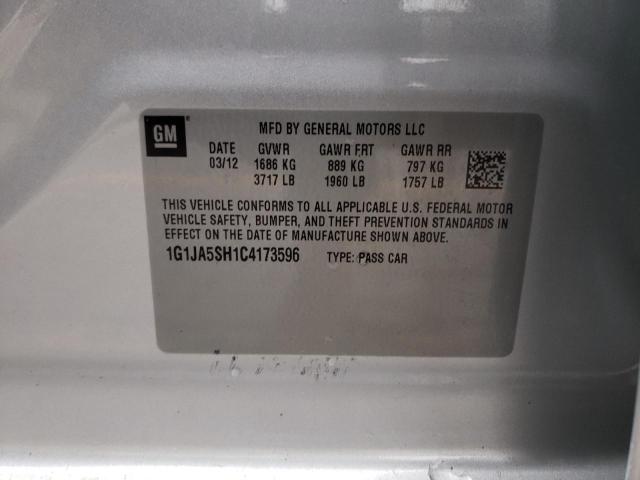 GM
MFD BY GENERAL MOTORS LLC
DATE GVWR GAWR FRT GAWR RR
03/12 1686 KG 889 KG 797 KG
3717 LB 1960 LB 1757 LB
THIS VEHICLE CONFORMS TO ALL APPLICABLE U.S. FEDERAL MOTOR
VEHICLE SAFETY, BUMPER, AND THEFT PREVENTION STANDARDS IN
EFFECT ON THE DATE OF MANUFACTURE SHOWN ABOVE.
1G1JA5SH1C4173596 TYPE: PASS CAR